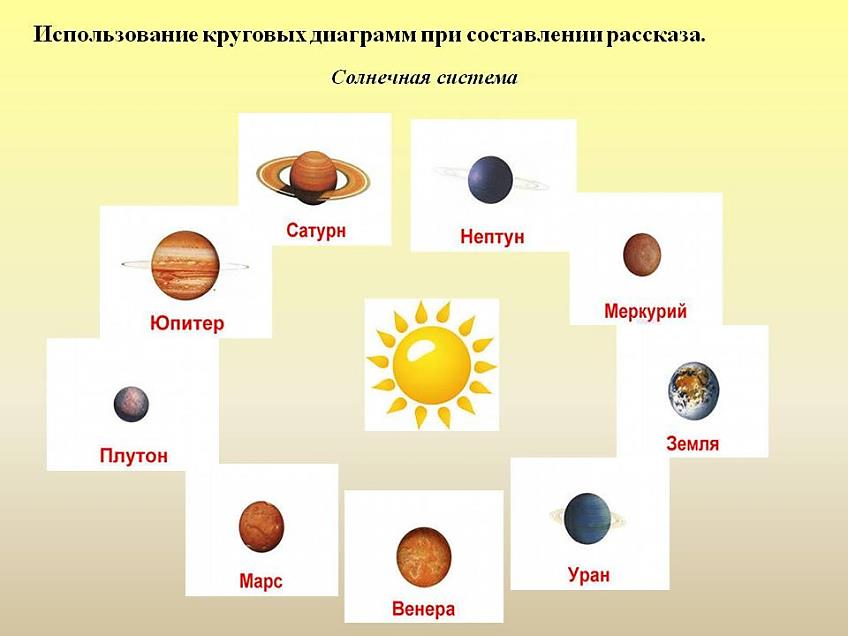 Использование круговых диаграмм при составлении рассказа.
Солнечная система
Сатурн
Нептун
Юпитер
Меркурий
Плутон
Земля
Марс
Венера
Уран